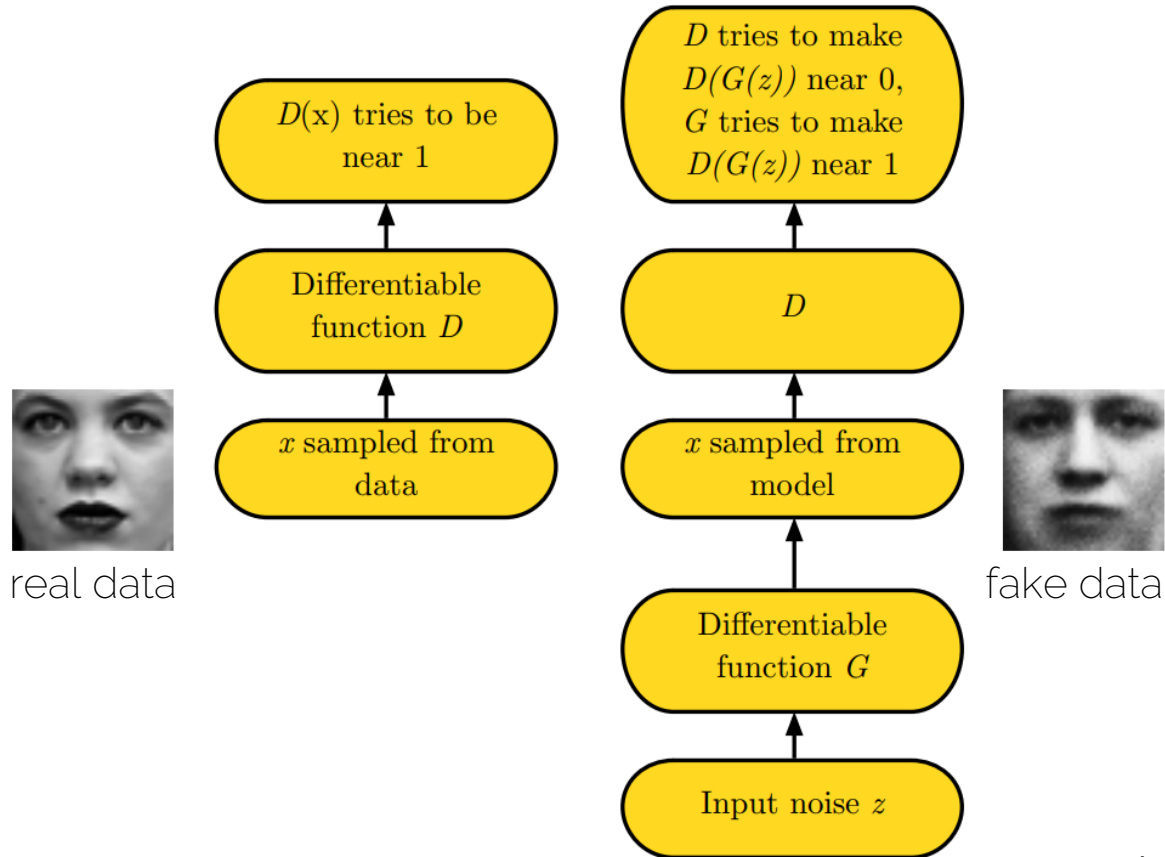 D(x) tries to be
near 1
Differentiable
function D
x sampled from
data
real data
D tries to make
D(G(z)) near 0,
G tries to make
D(G(z)) near 1
D
x sampled from
model
Differentiable
function G
Input noise z
fake data